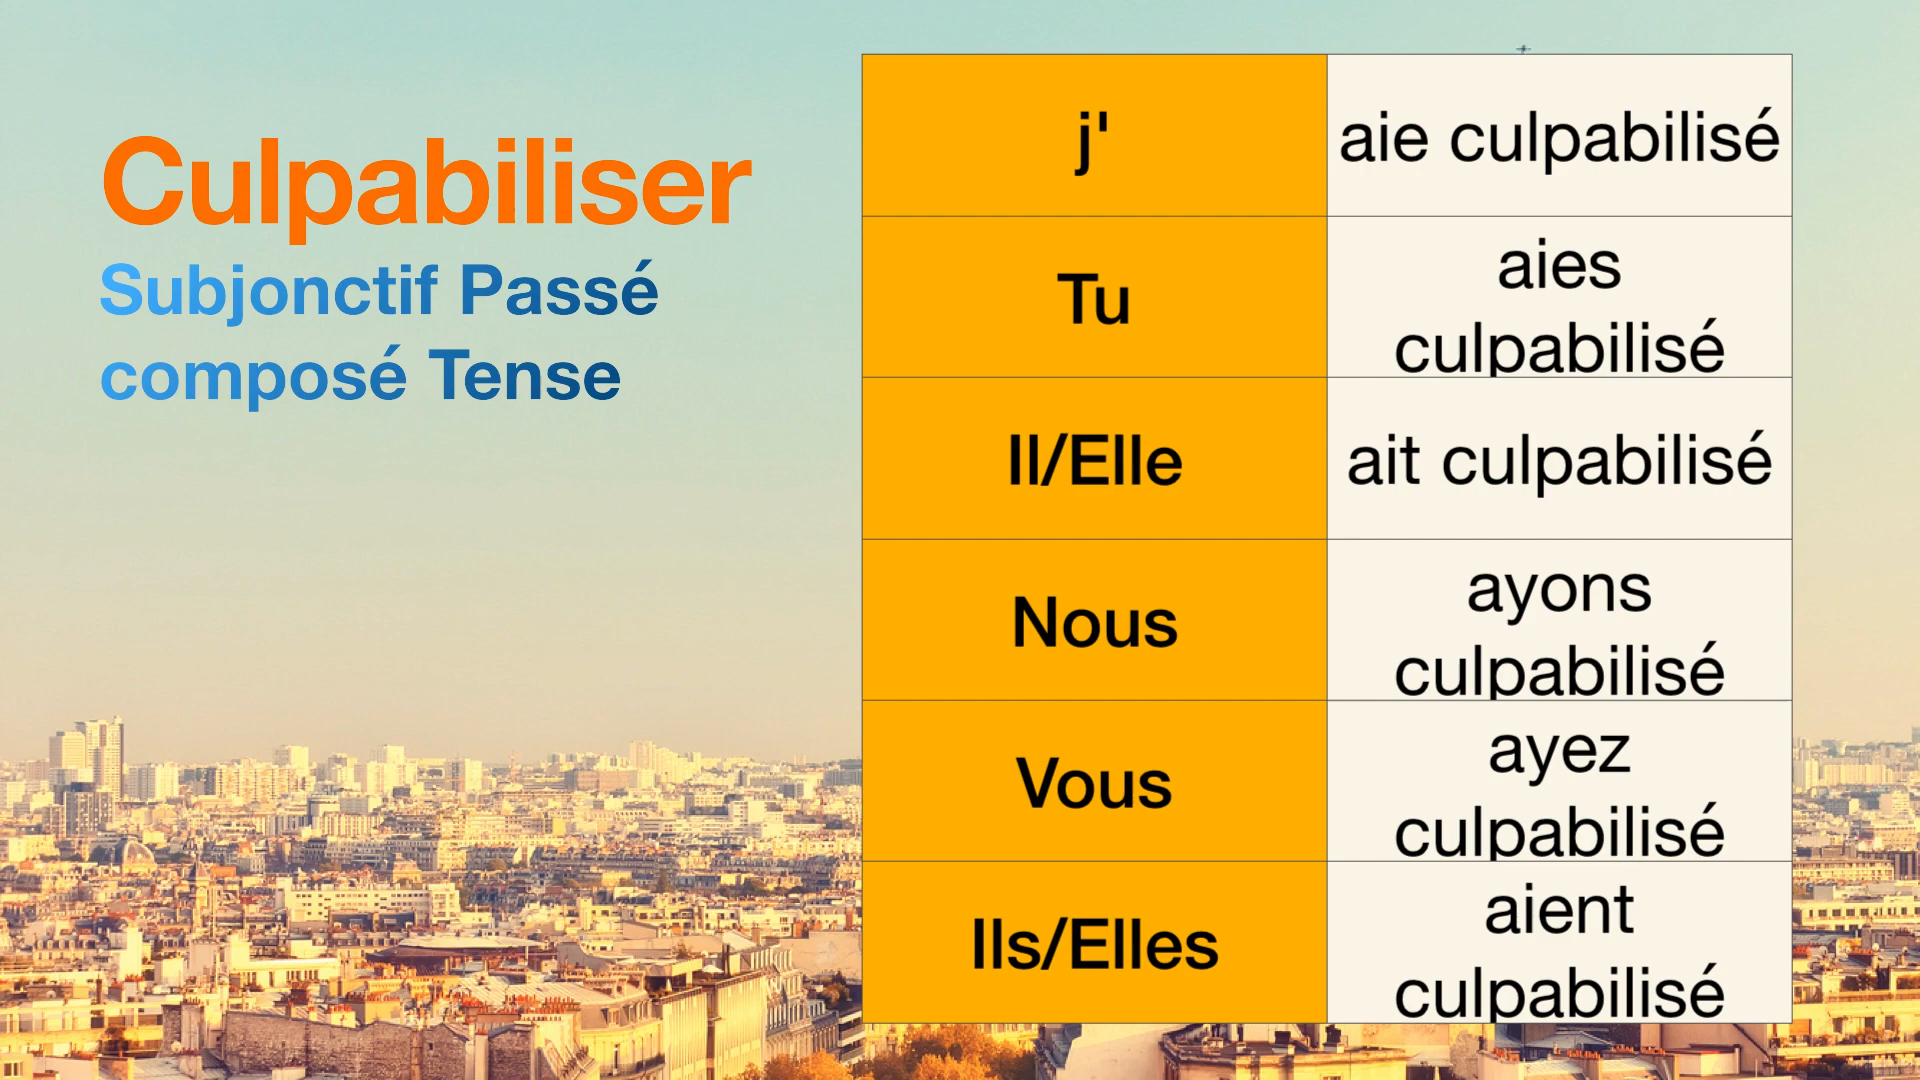 Culpabiliser
Subjonctif Passé
composé Tense
j'
aie culpabilisé
Tu
aies
culpabilisé
Il/Elle
ait culpabilisé
Nous
ayons
culpabilisé
Vous
ayez
culpabilisé
Ils/Elles
aient
culpabilisé